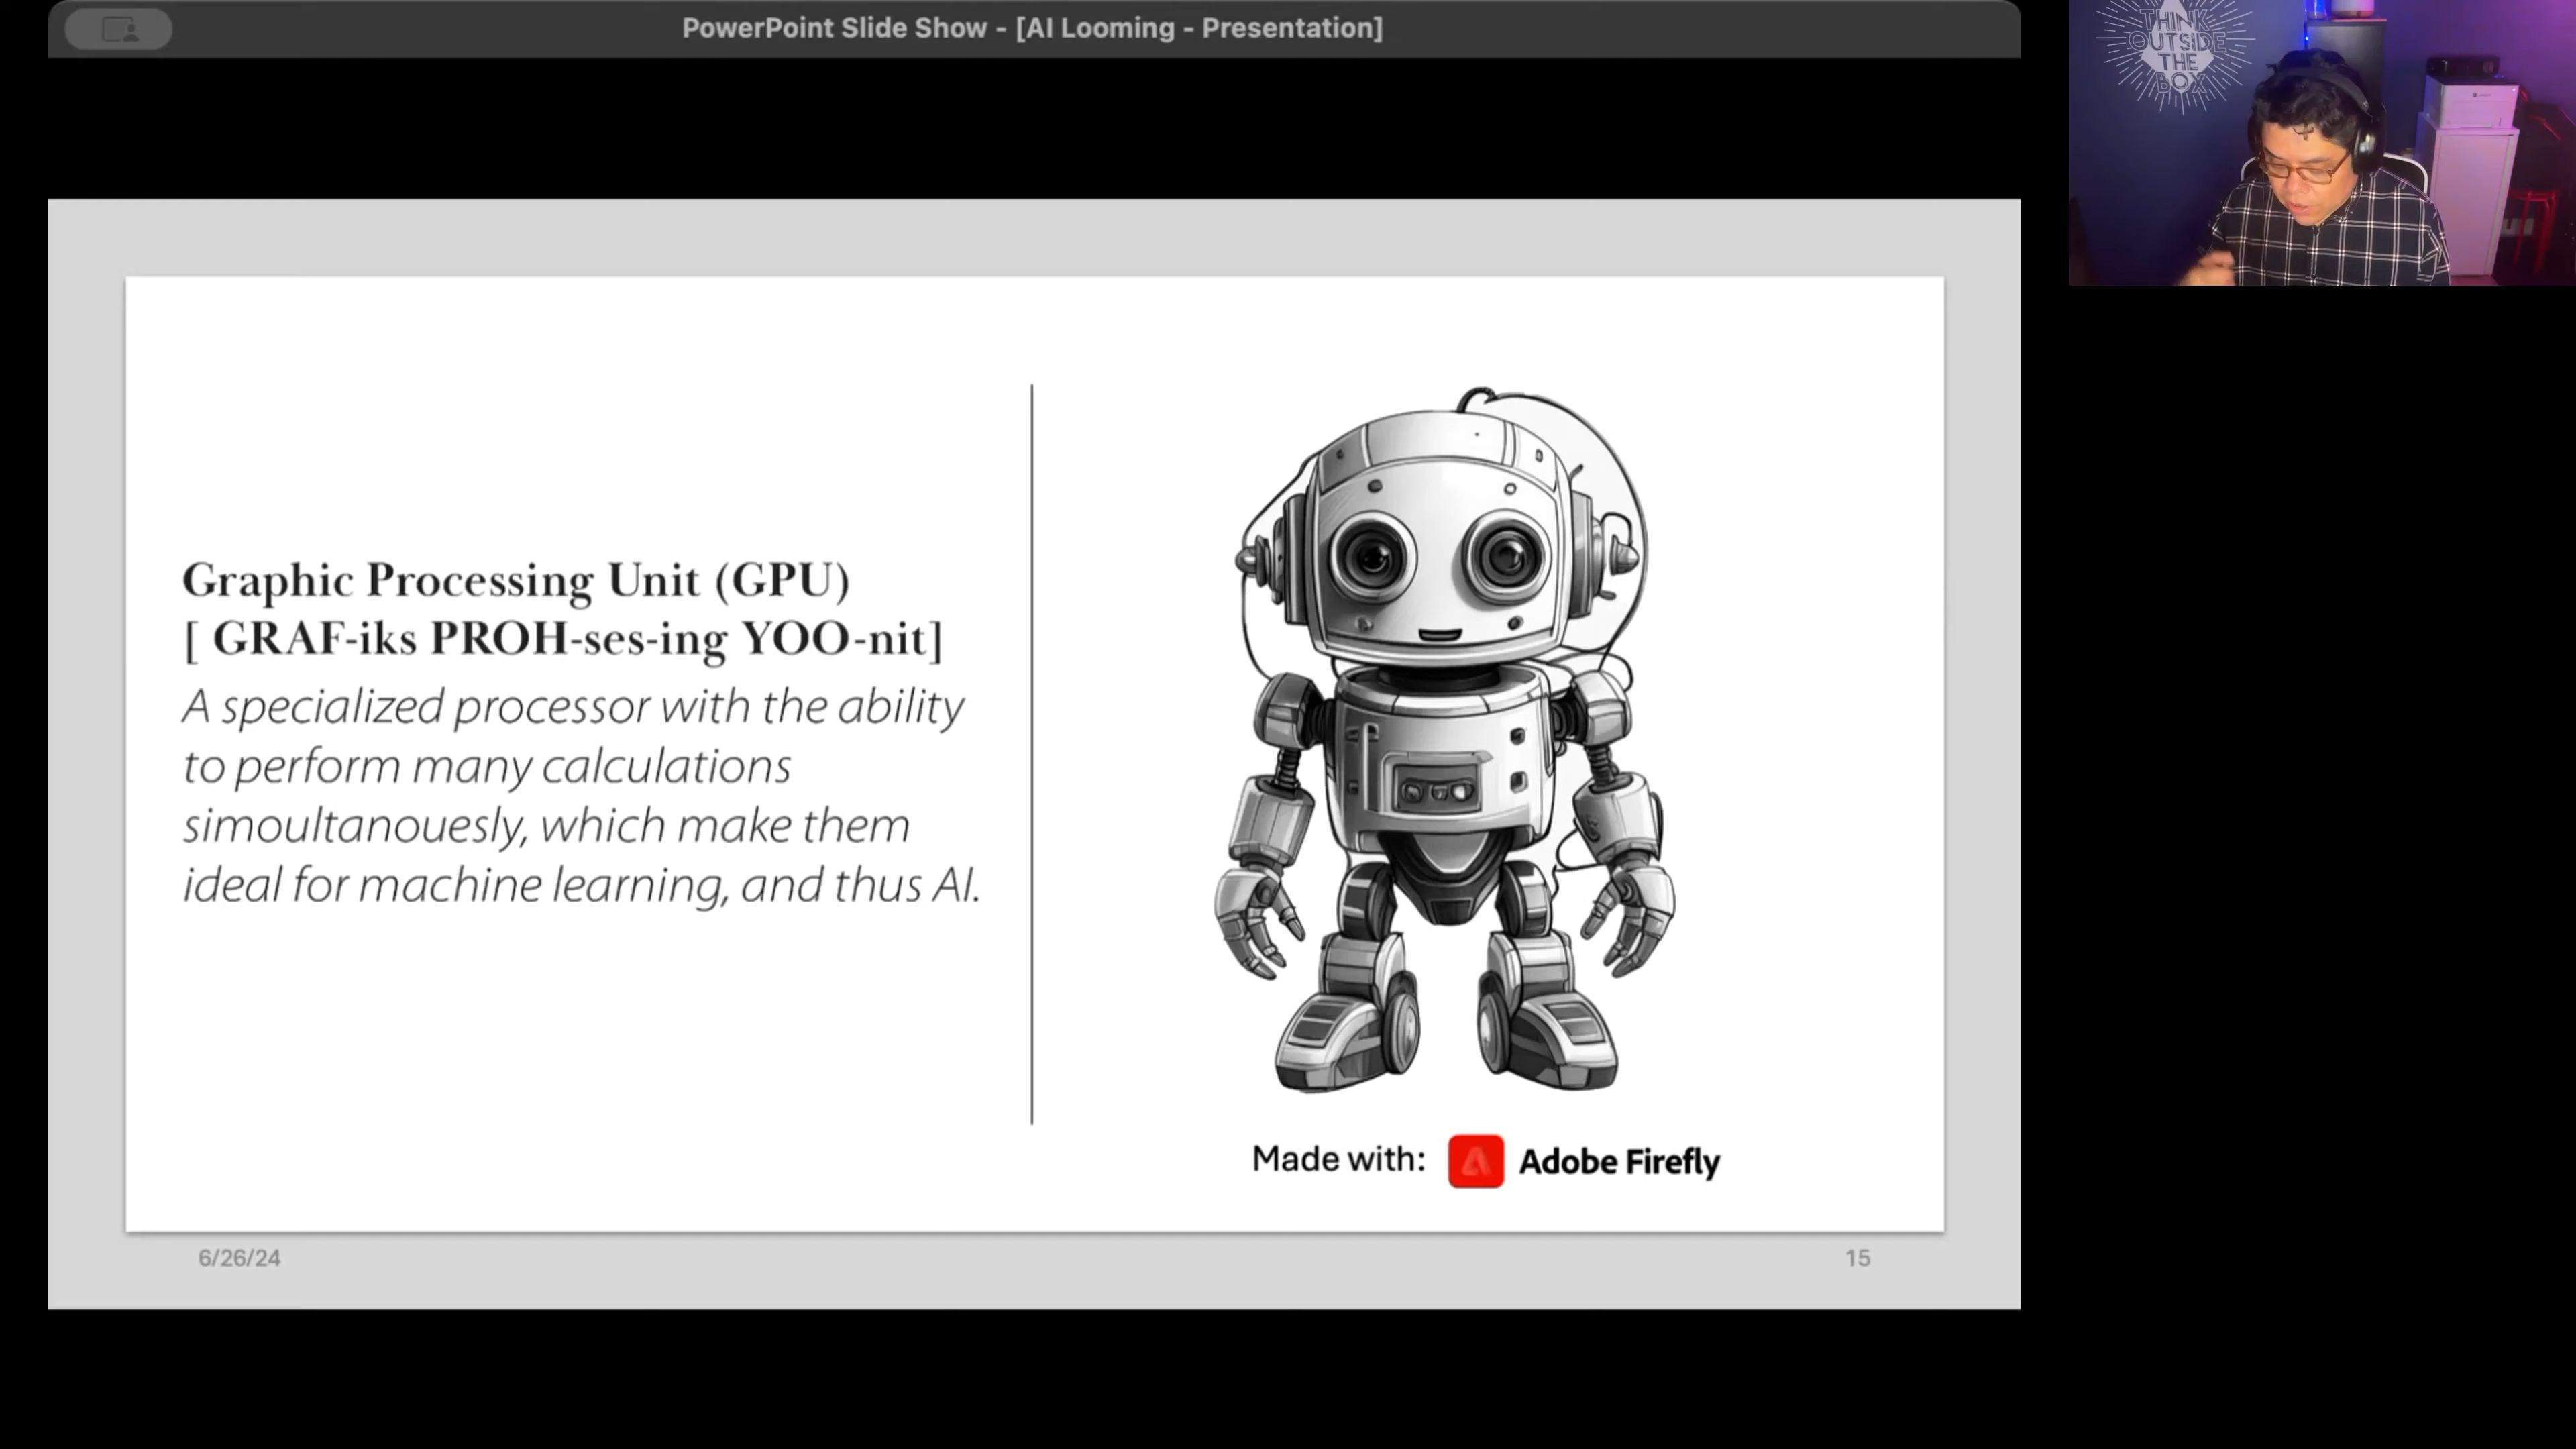 PowerPoint Slide Show - [AI Looming - Presentation]
THINK
OUTSIDE
THE
BOX
Graphic Processing Unit (GPU)
[ GRAF-iks PROH-ses-ing YOO-nit]
A specialized processor with the ability
to perform many calculations
simoultanouesly, which make them
ideal for machine learning, and thus AI.
Made with: Adobe Firefly
6/26/24
15